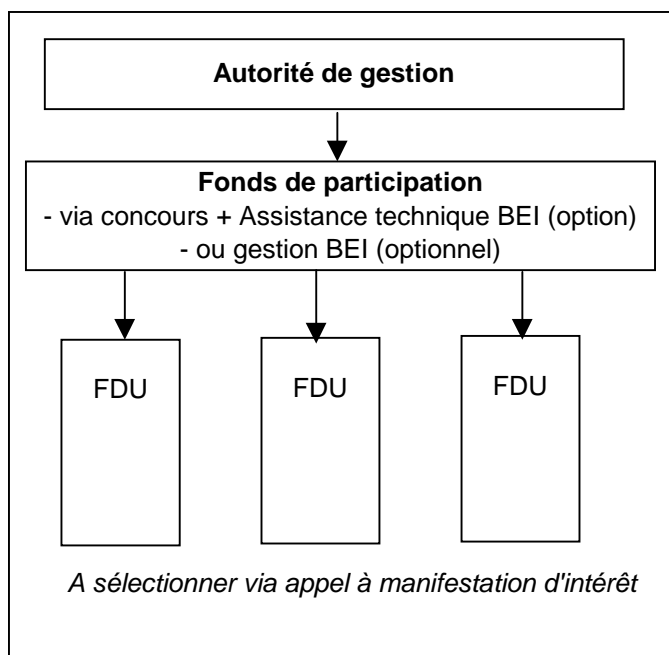 Autorité de gestion
Fonds de participation
- via concours + Assistance technique BEI (option)
- ou gestion BEI (optionnel)
FDU
FDU
FDU
A sélectionner via appel à manifestation d'intérêt